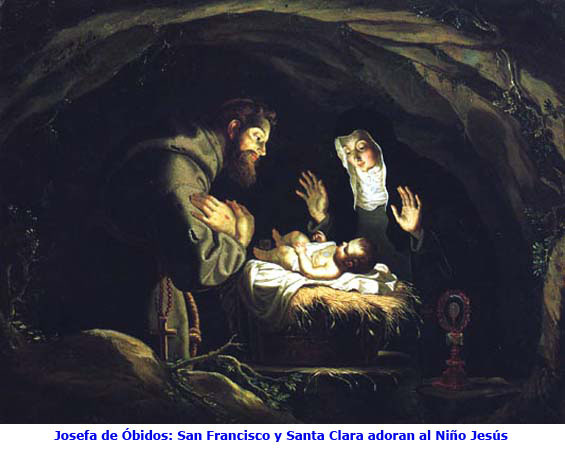 Josefa de Óbidos: San Francisco y Santa Clara adoran al Niño Jesús